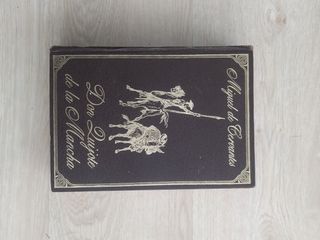 Miguel de Cervantes
Don Quijote
de la Mancha